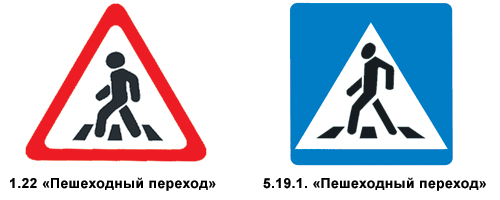 1.22 «Пешеходный переход»
5.19.1. «Пешеходный переход»